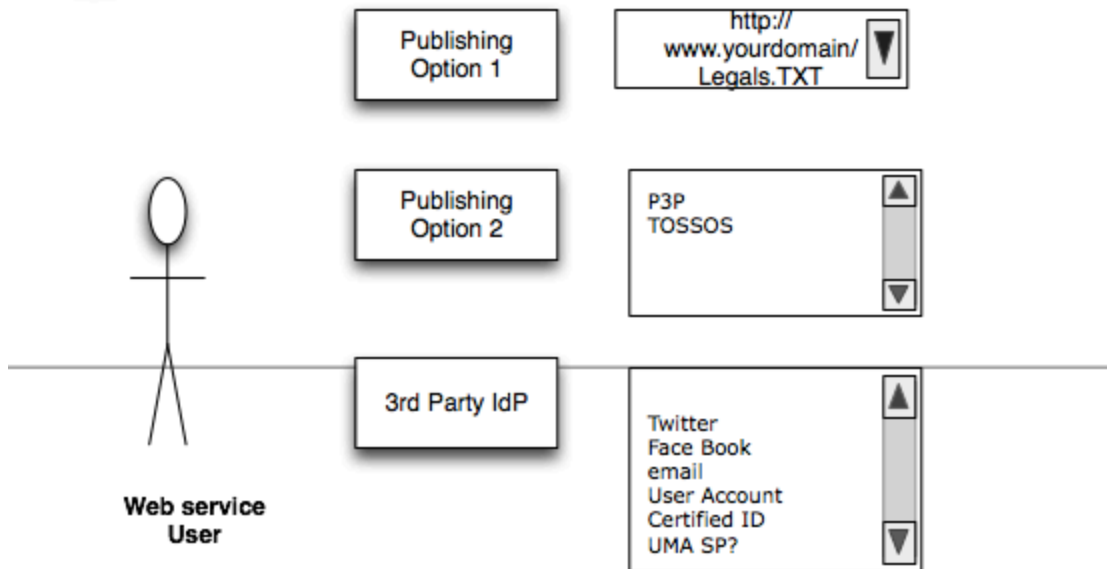 Publishing
Option 1
http://
www.yourdomain/
Legals.TXT
Publishing
Option 2
P3P
TOSSOS
3rd Party IdP
Twitter
Face Book
email
User Account
Certified ID
UMA SP?
Web service
User